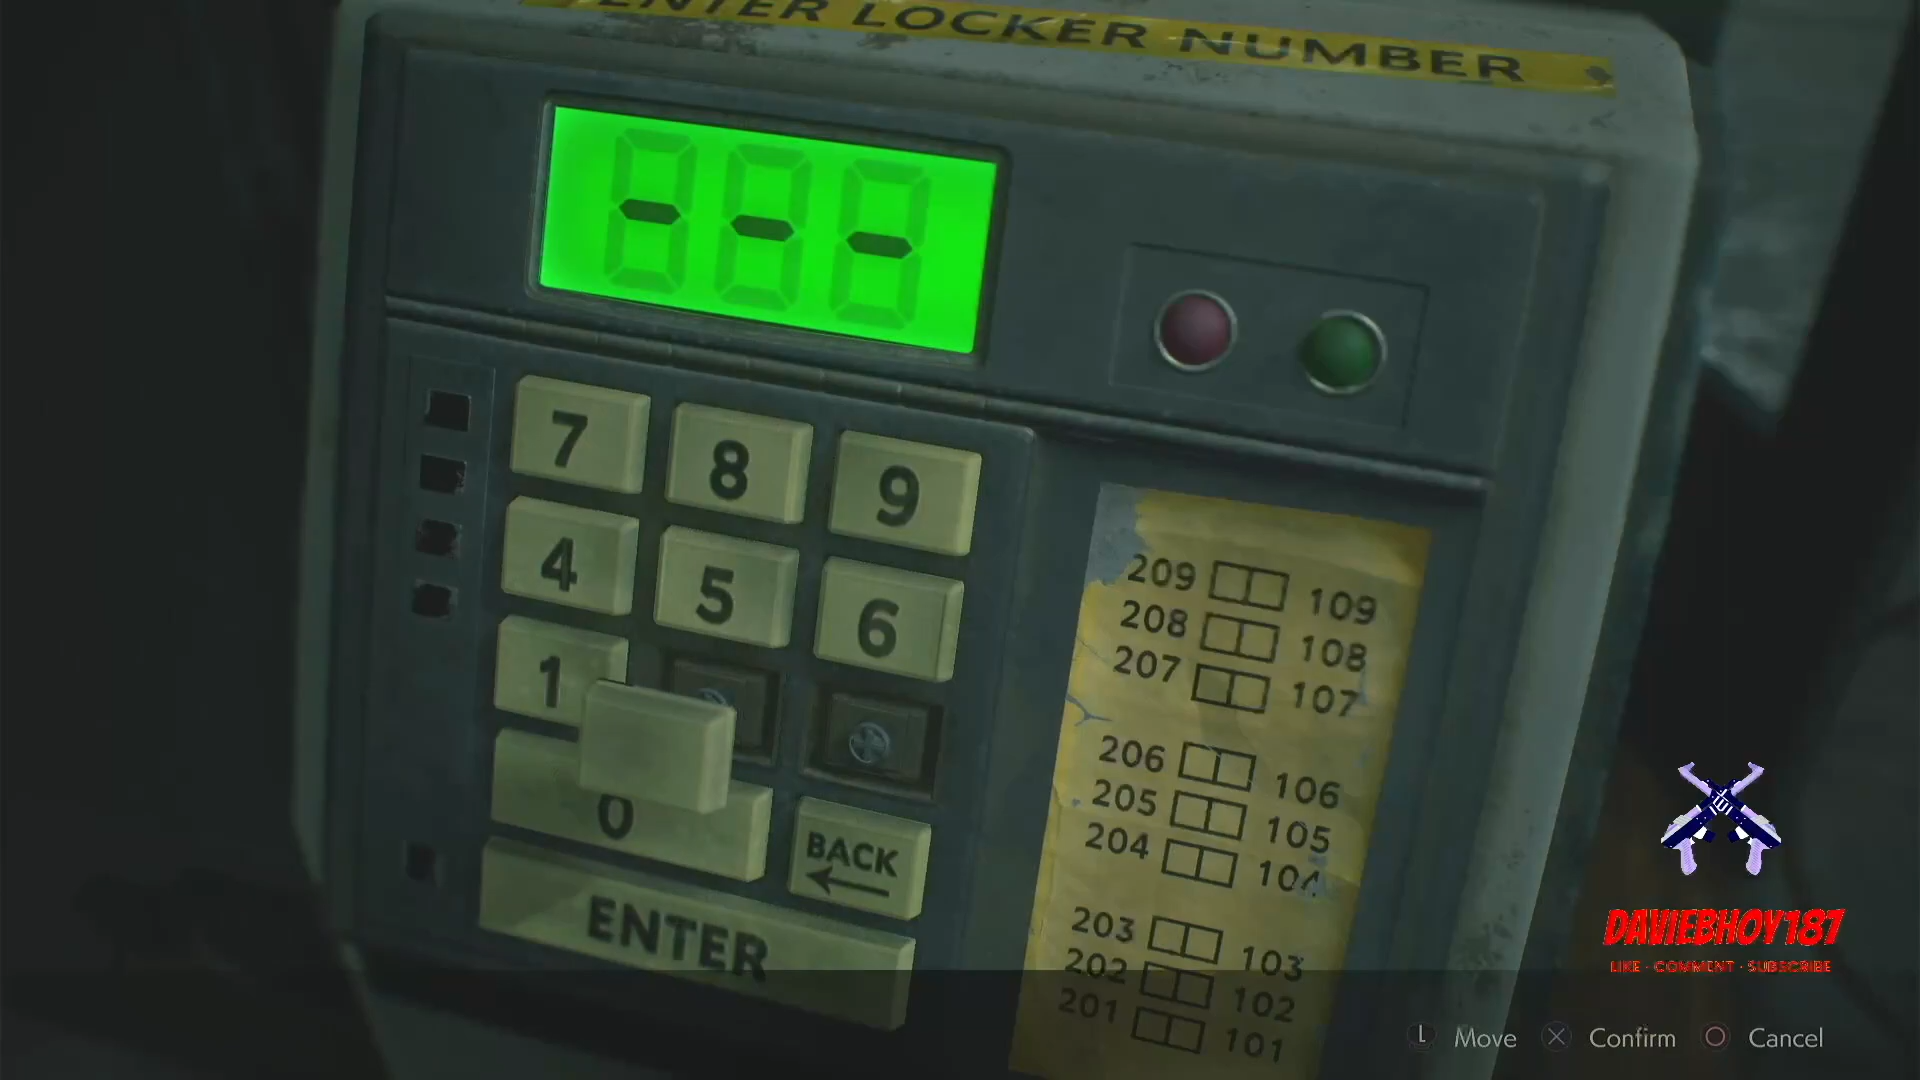 ENTER LOCKER NUMBER
7 8 9
4 5 6
1
0 BACK
ENTER
209 109
208 108
207 107
206 106
205 105
204 104
203 103
202 102
201 101
DAVIEBHOY187
LIKE · COMMENT · SUBSCRIBE
L Move Confirm Cancel